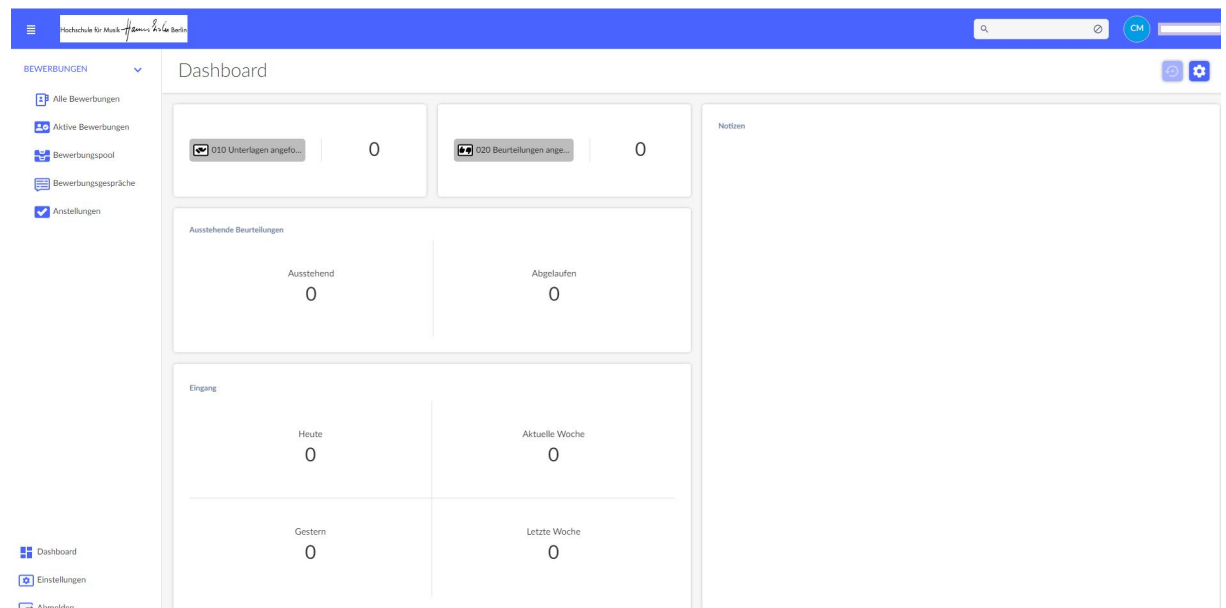 Hochschule für Musik Hanns Eisler Berlin
CM
BEWERBUNGEN
Alle Bewerbungen
Aktive Bewerbungen
Bewerbungspool
Bewerbungsgespräche
Anstellungen
Dashboard
Einstellungen
Abmelden
Dashboard
010 Unterlagen angefo...
0
020 Beurteilungen ange...
0
Ausstehende Beurteilungen
Ausstehend
0
Abgelaufen
0
Eingang
Heute
0
Aktuelle Woche
0
Gestern
0
Letzte Woche
0
Notizen